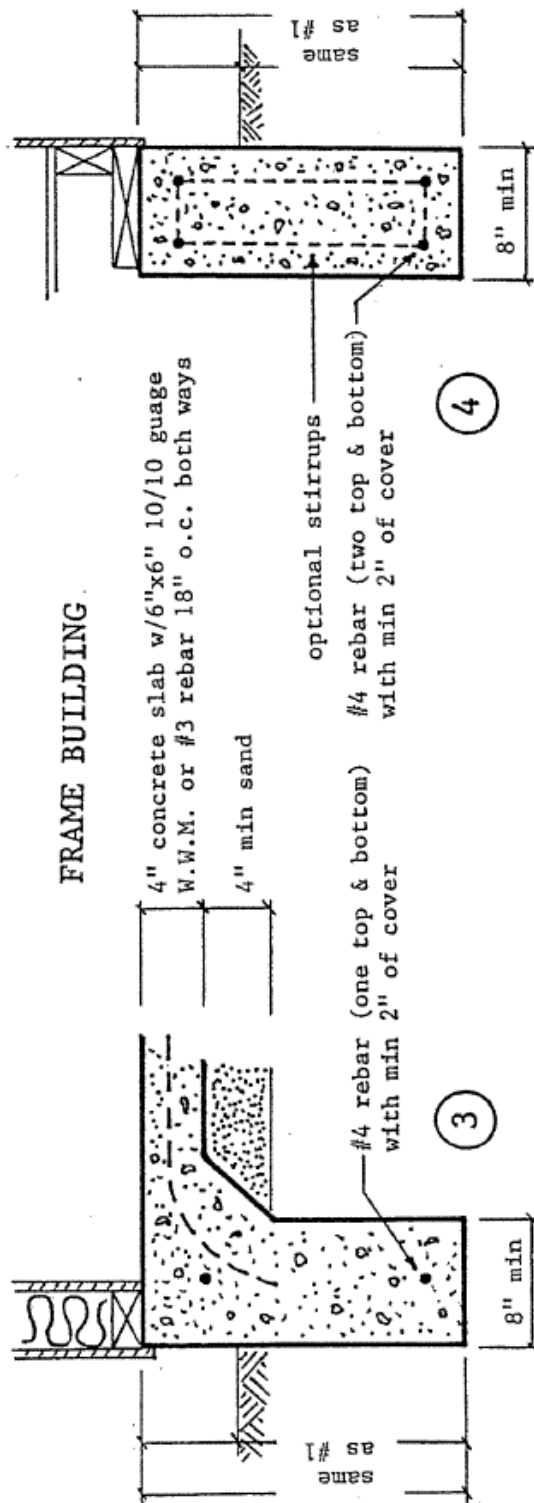 FRAME BUILDING
4" concrete slab w/6"x6" 10/10 guage
W.W.M. or #3 rebar 18" o.c. both ways
4" min sand
optional stirrups
#4 rebar (one top & bottom)
with min 2" of cover
#4 rebar (two top & bottom)
with min 2" of cover
same
as #1
8" min
3
same
as #1
8" min
4